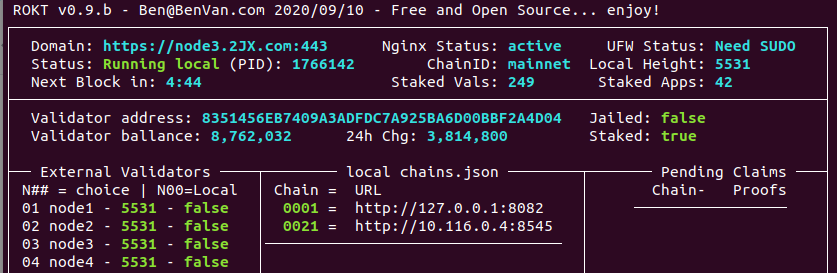 ROKT v0.9.b - Ben@BenVan.com 2020/09/10 - Free and Open Source... enjoy!
Domain: https://node3.2JX.com:443 Nginx Status: active UFW Status: Need SUDO
Status: Running local (PID): 1766142 ChainID: mainnet Local Height: 5531
Next Block in: 4:44 Staked Vals: 249 Staked Apps: 42
Validator address: 8351456EB7409A3ADFDC7A925BA6D00BBF2A4D04 Jailed: false
Validator ballance: 8,762,032 24h Chg: 3,814,800 Staked: true
External Validators local chains.json Pending Claims
N## = choice | N00=Local Chain = URL Chain- Proofs
01 node1 - 5531 - false 0001 = http://127.0.0.1:8082
02 node2 - 5531 - false 0021 = http://10.116.0.4:8545
03 node3 - 5531 - false
04 node4 - 5531 - false